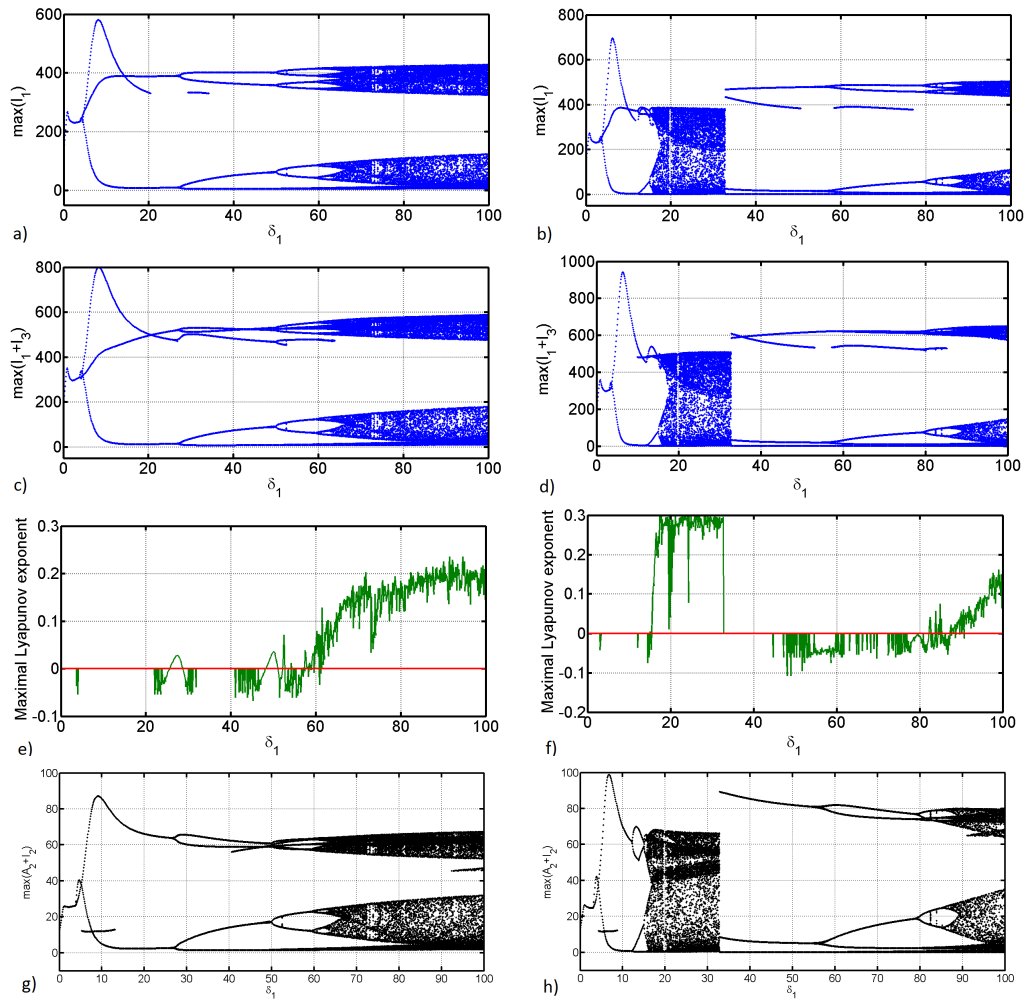 600
400
200
0
max(I1)
0 20 40 60 80 100
δ1
a)
800
600
400
200
0
max(I1)
0 20 40 60 80 100
δ1
b)
800
600
400
200
0
max(I1+I3)
0 20 40 60 80 100
δ1
c)
1000
800
600
400
200
0
max(I1+I3)
0 20 40 60 80 100
δ1
d)
0.3
0.2
0.1
0
-0.1
Maximal Lyapunov exponent
0 20 40 60 80 100
δ1
e)
0.3
0.2
0.1
0
-0.1
-0.2
Maximal Lyapunov exponent
0 20 40 60 80 100
δ1
f)
100
80
60
40
20
0
max(A2+I2)
0 10 20 30 40 50 60 70 80 90 100
δ1
g)
100
80
60
40
20
0
max(A2+I2)
0 10 20 30 40 50 60 70 80 90 100
δ1
h)